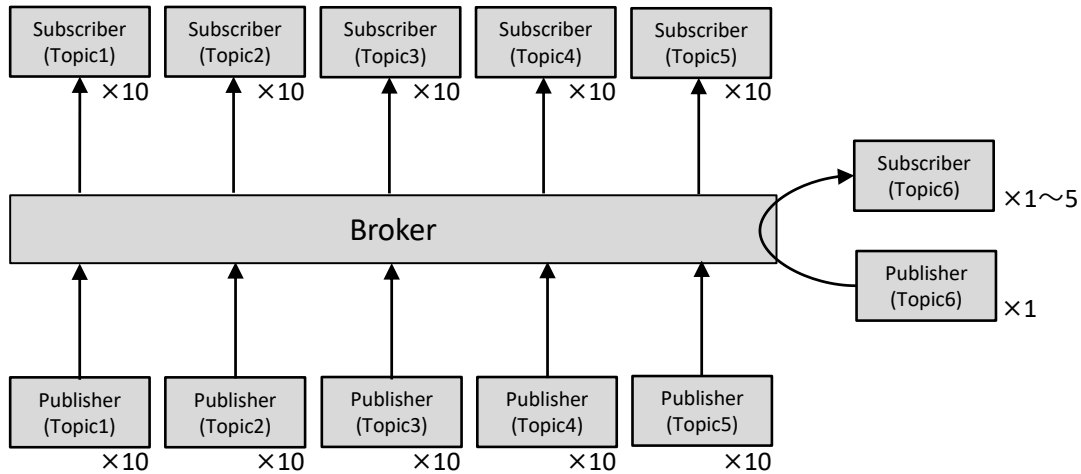 Subscriber
(Topic1)
×10
Subscriber
(Topic2)
×10
Subscriber
(Topic3)
×10
Subscriber
(Topic4)
×10
Subscriber
(Topic5)
×10
Broker
Subscriber
(Topic6)
×1～5
Publisher
(Topic6)
×1
Publisher
(Topic1)
×10
Publisher
(Topic2)
×10
Publisher
(Topic3)
×10
Publisher
(Topic4)
×10
Publisher
(Topic5)
×10